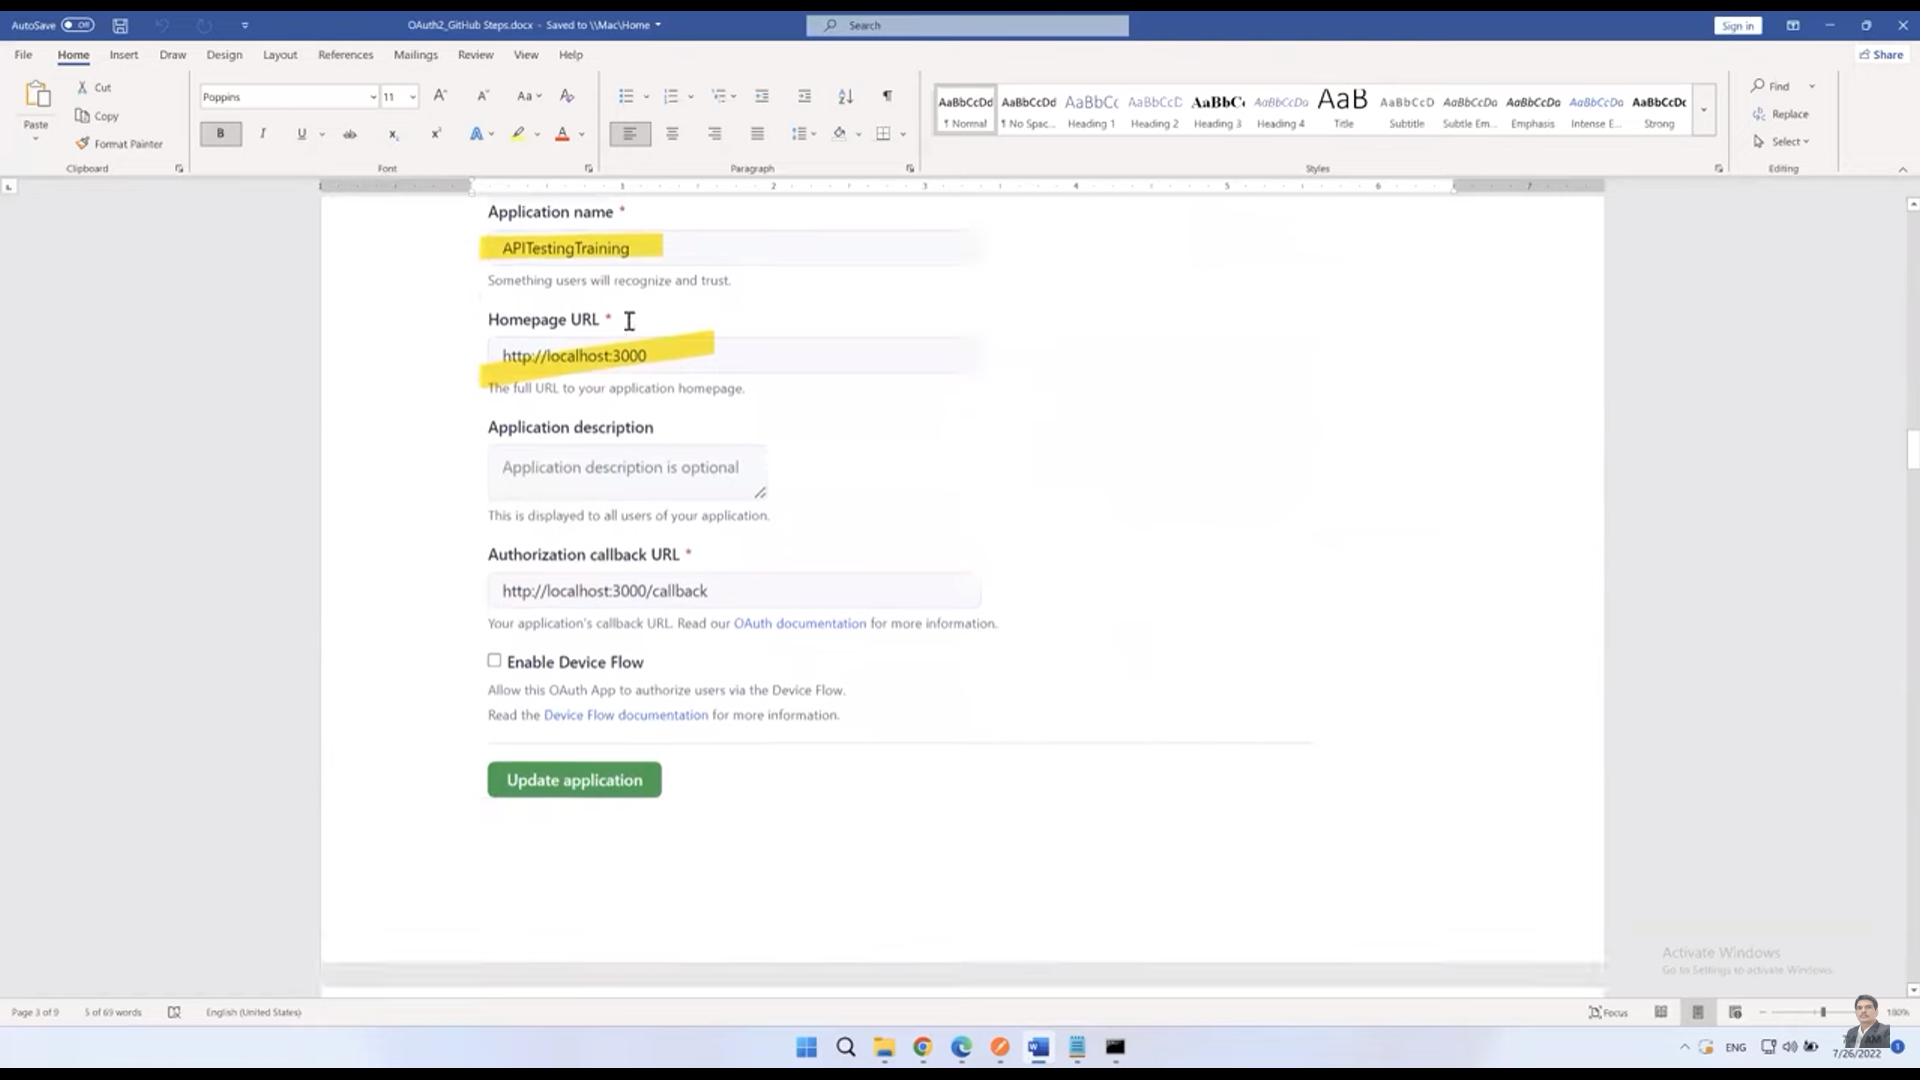 AutoSave Off OAuth2_GitHub Steps.docx - Saved to \\Mac\Home Search Sign in
File Home Insert Draw Design Layout References Mailings Review View Help Share
Paste Cut Copy Format Painter
Poppins 11
AaBbCcDd AaBbCcDd AaBbCc AaBbCcD AaBbC AaBbCcDa AaB AaBbCcD AaBbCcDa AaBbCcDa AaBbCcDa AaBbCcDc
¶ Normal ¶ No Spac... Heading 1 Heading 2 Heading 3 Heading 4 Title Subtitle Subtle Em... Emphasis Intense E... Strong
Find Replace Select
Clipboard Font Paragraph Styles Editing
1 2 3 4 5 6 7
Application name *
APITestingTraining
Something users will recognize and trust.
Homepage URL *
http://localhost:3000
The full URL to your application homepage.
Application description
Application description is optional
This is displayed to all users of your application.
Authorization callback URL *
http://localhost:3000/callback
Your application's callback URL. Read our OAuth documentation for more information.
Enable Device Flow
Allow this OAuth App to authorize users via the Device Flow.
Read the Device Flow documentation for more information.
Update application
Activate Windows
Go to Settings to activate Windows.
Page 3 of 9 5 of 69 words English (United States) Focus 180%
ENG
7/26/2022 1